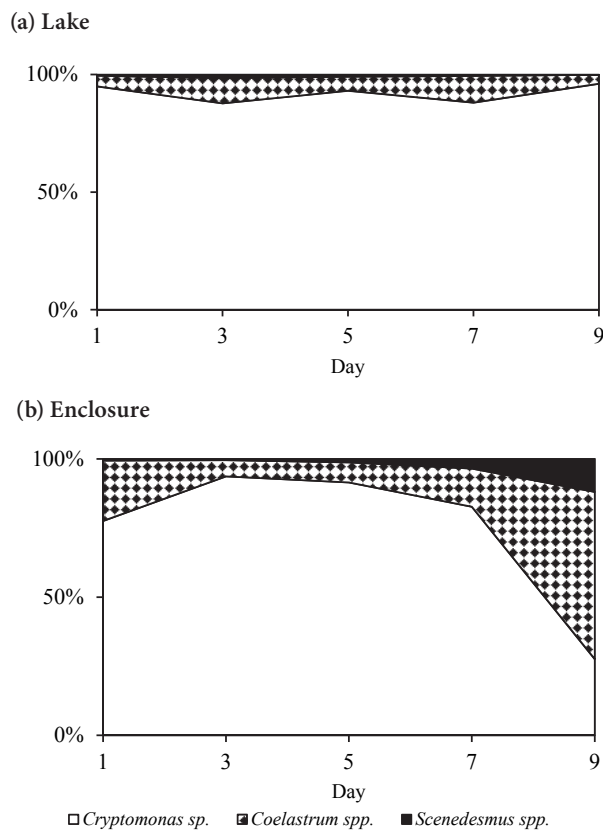 (a) Lake
100%
50%
0%
1 3 5 7 9
Day
(b) Enclosure
100%
50%
0%
1 3 5 7 9
Day
Cryptomonas sp. Coelastrum spp. Scenedesmus spp.